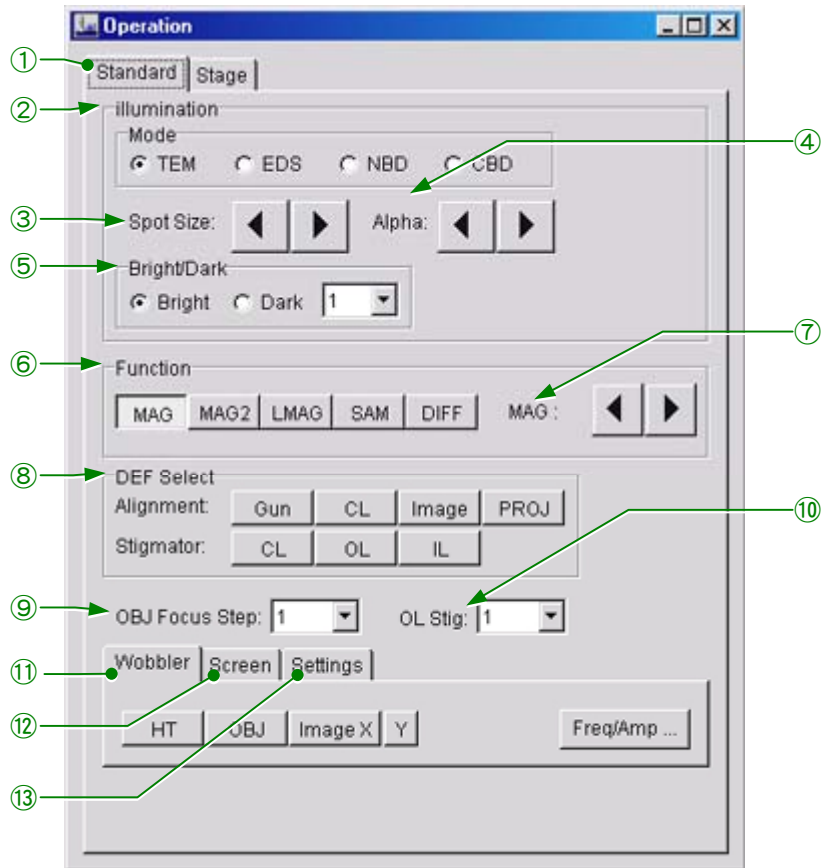 Operation
① Standard Stage
② illumination
Mode
TEM EDS NBD CBD ④
③ Spot Size: Alpha:
⑤ Bright/Dark
Bright Dark 1
⑦
⑥ Function
MAG MAG2 LMAG SAM DIFF MAG :
⑧ DEF Select
Alignment: Gun CL Image PROJ ⑩
Stigmator: CL OL IL
⑨ OBJ Focus Step: 1 OL Stig: 1
⑪ Wobbler Screen Settings
⑫ HT OBJ Image X Y Freq/Amp ...
⑬